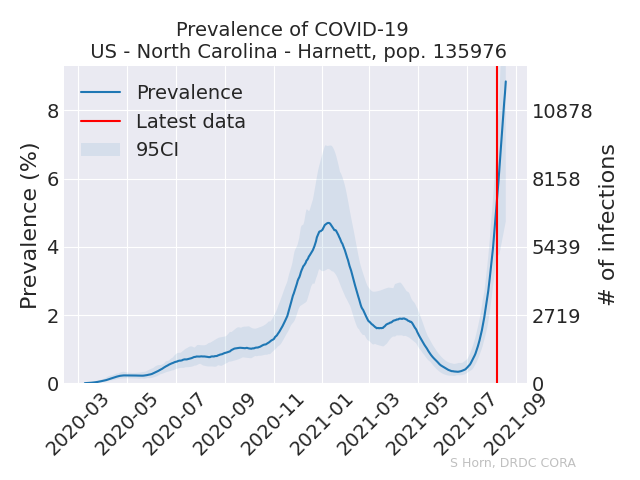 Prevalence of COVID-19
US - North Carolina - Harnett, pop. 135976
Prevalence
Latest data
95CI
Prevalence (%)
8
6
4
2
0
10878
8158
5439
2719
0
# of infections
2020-03
2020-05
2020-07
2020-09
2020-11
2021-01
2021-03
2021-05
2021-07
2021-09
S Horn, DRDC CORA